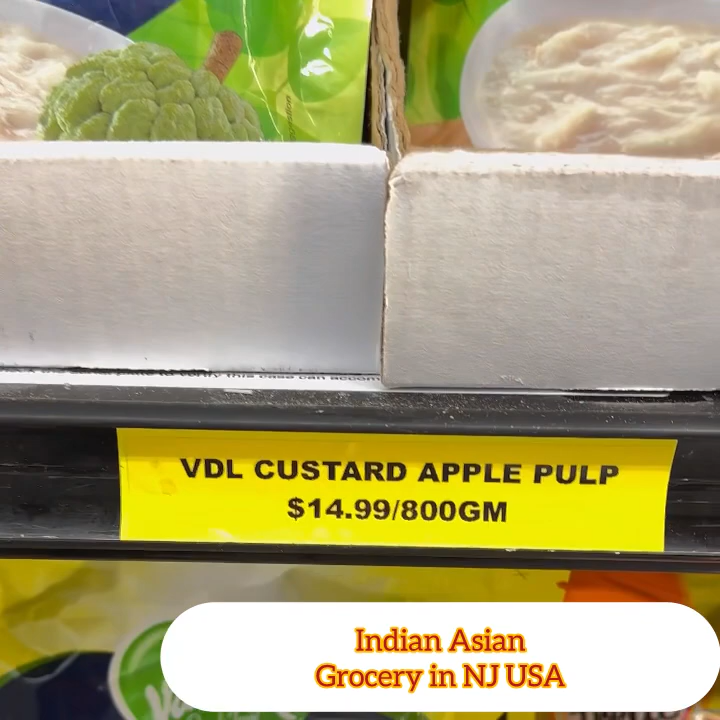 VDL CUSTARD APPLE PULP
$14.99/800GM
Indian Asian
Grocery in NJ USA